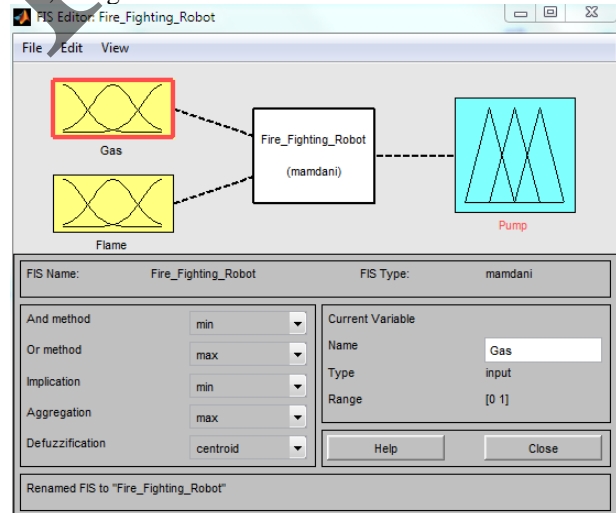 FIS Editor: Fire_Fighting_Robot
File Edit View
Gas
Flame
Fire_Fighting_Robot
(mamdani)
Pump
FIS Name: Fire_Fighting_Robot FIS Type: mamdani
And method min
Or method max
Implication min
Aggregation max
Defuzzification centroid
Current Variable
Name Gas
Type input
Range [0 1]
Help Close
Renamed FIS to "Fire_Fighting_Robot"